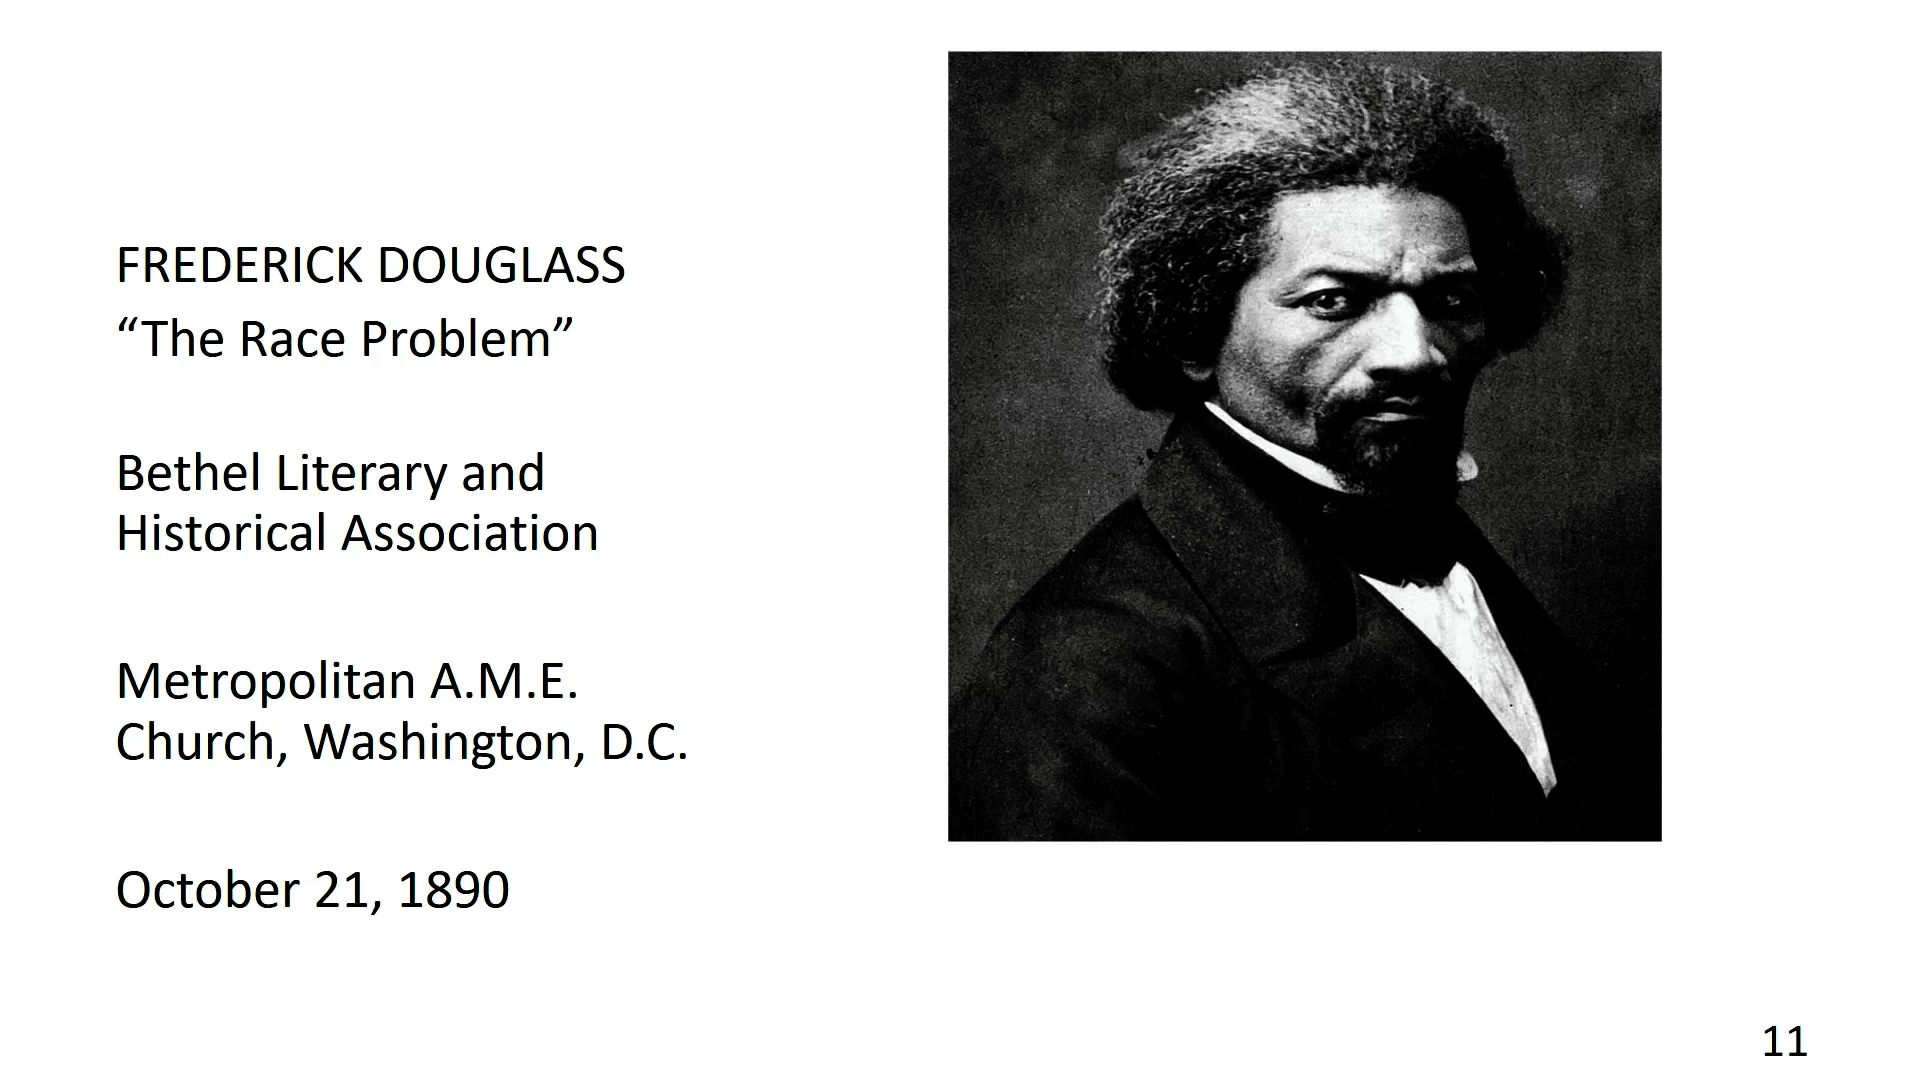 FREDERICK DOUGLASS
“The Race Problem”
Bethel Literary and
Historical Association
Metropolitan A.M.E.
Church, Washington, D.C.
October 21, 1890
11